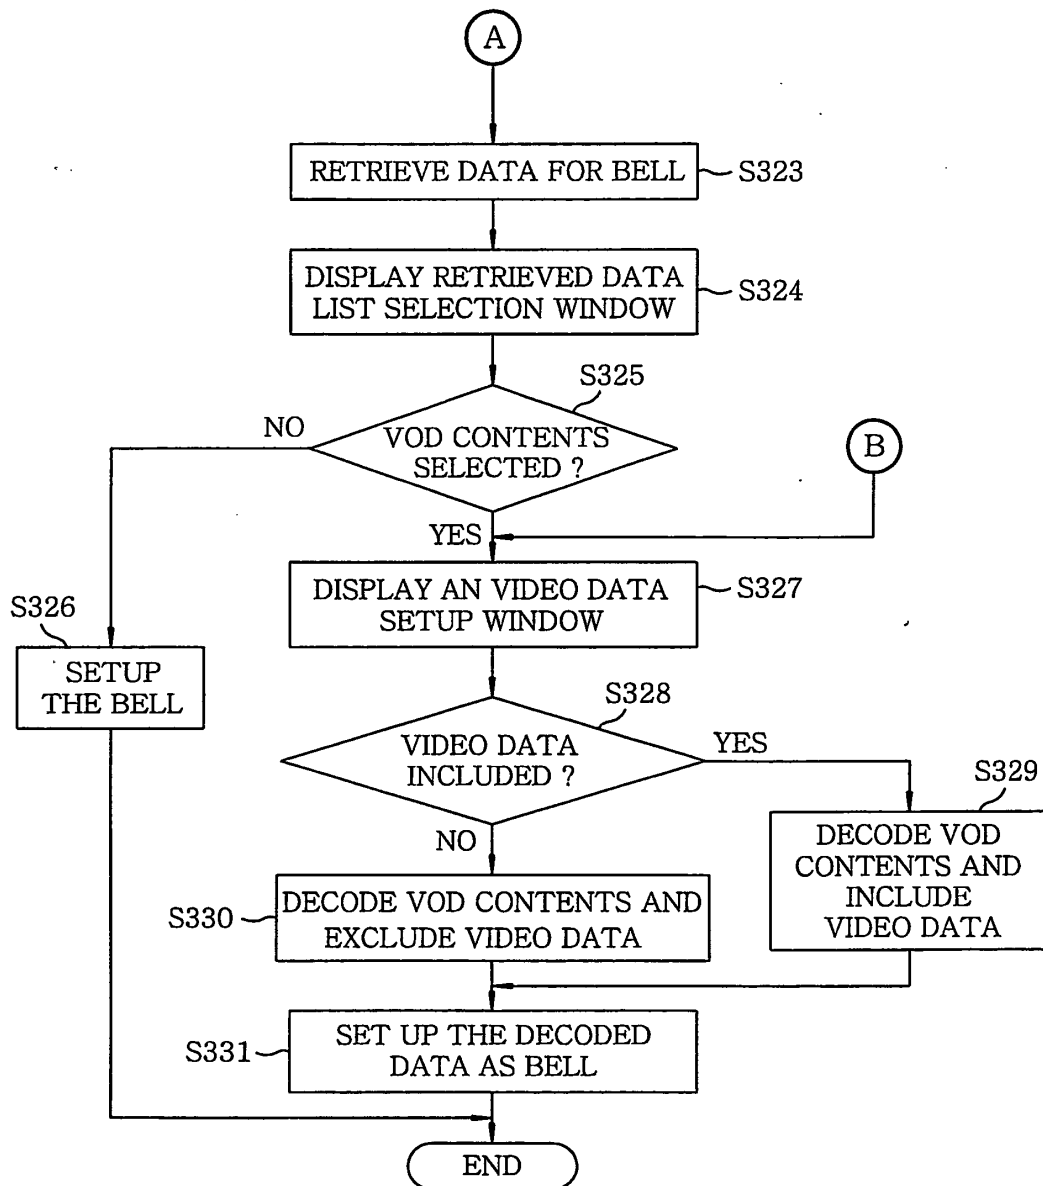 A
RETRIEVE DATA FOR BELL
S323
DISPLAY RETRIEVED DATA
LIST SELECTION WINDOW
S324
S325
NO
VOD CONTENTS
SELECTED ?
B
YES
DISPLAY AN VIDEO DATA
SETUP WINDOW
S327
S326
SETUP
THE BELL
S328
VIDEO DATA
INCLUDED ?
YES
S329
DECODE VOD
CONTENTS AND
INCLUDE
VIDEO DATA
NO
S330
DECODE VOD CONTENTS AND
EXCLUDE VIDEO DATA
S331
SET UP THE DECODED
DATA AS BELL
END